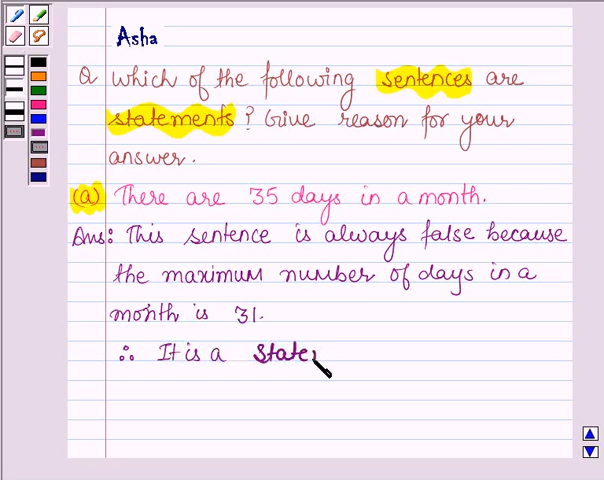 Asha
Q Which of the following sentences are
statements? Give reason for your
answer.
(a) There are 35 days in a month.
Ans: This sentence is always false because
the maximum number of days in a
month is 31.
∴ It is a State